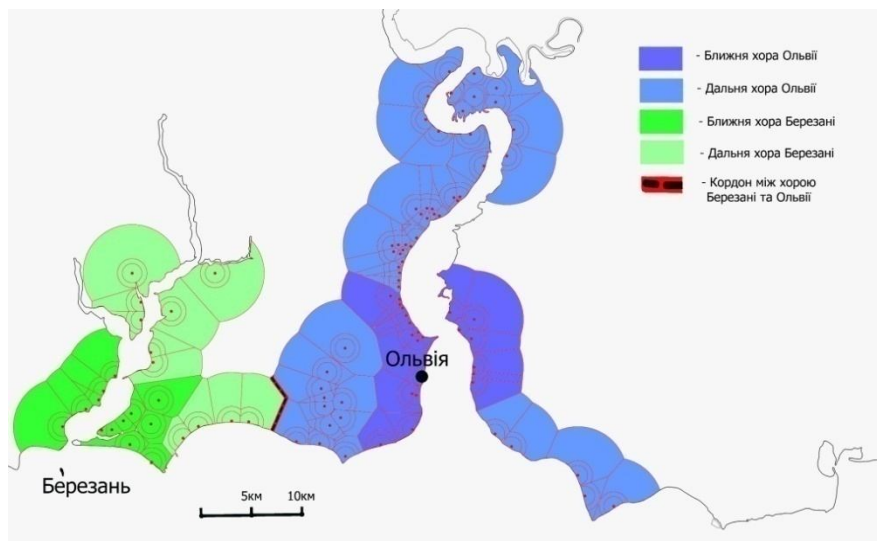 - Ближня хора Ольвії
- Дальня хора Ольвії
- Ближня хора Березані
- Дальня хора Березані
- Кордон між хорою
Березані та Ольвії
Ольвія
Березань
5км
10км